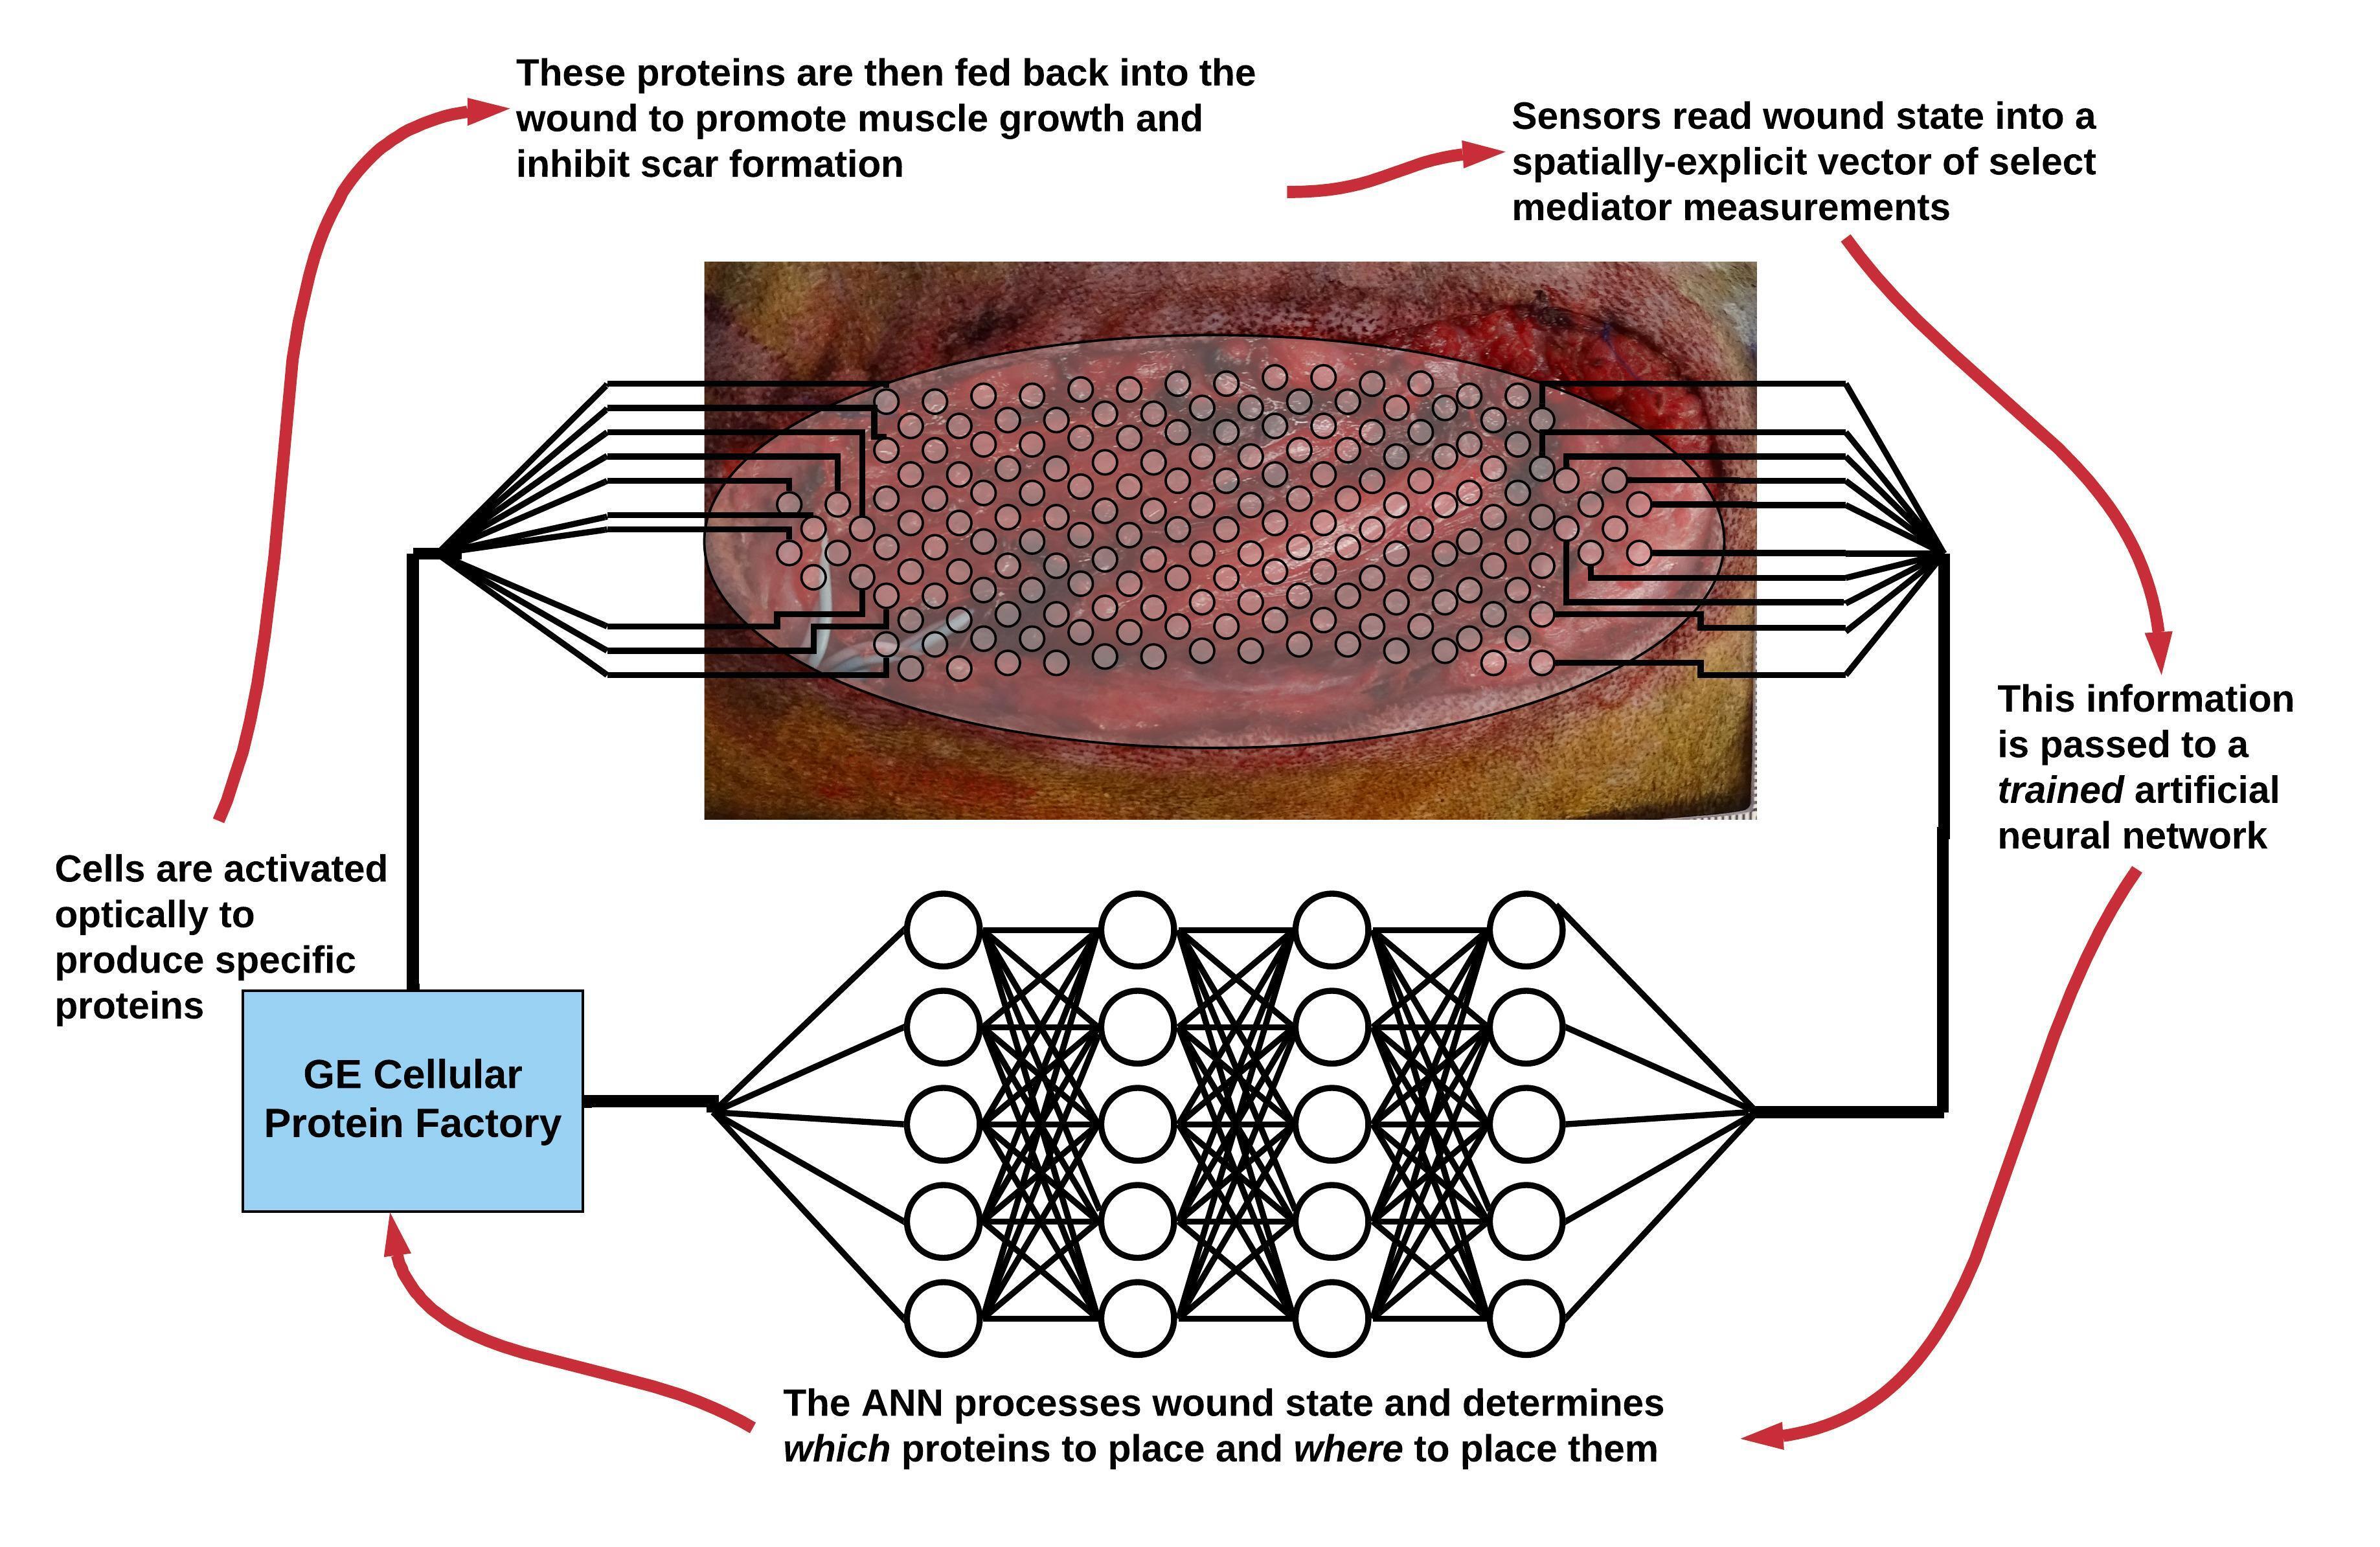 These proteins are then fed back into the
wound to promote muscle growth and
inhibit scar formation
Sensors read wound state into a
spatially-explicit vector of select
mediator measurements
This information
is passed to a
trained artificial
neural network
Cells are activated
optically to
produce specific
proteins
GE Cellular
Protein Factory
The ANN processes wound state and determines
which proteins to place and where to place them